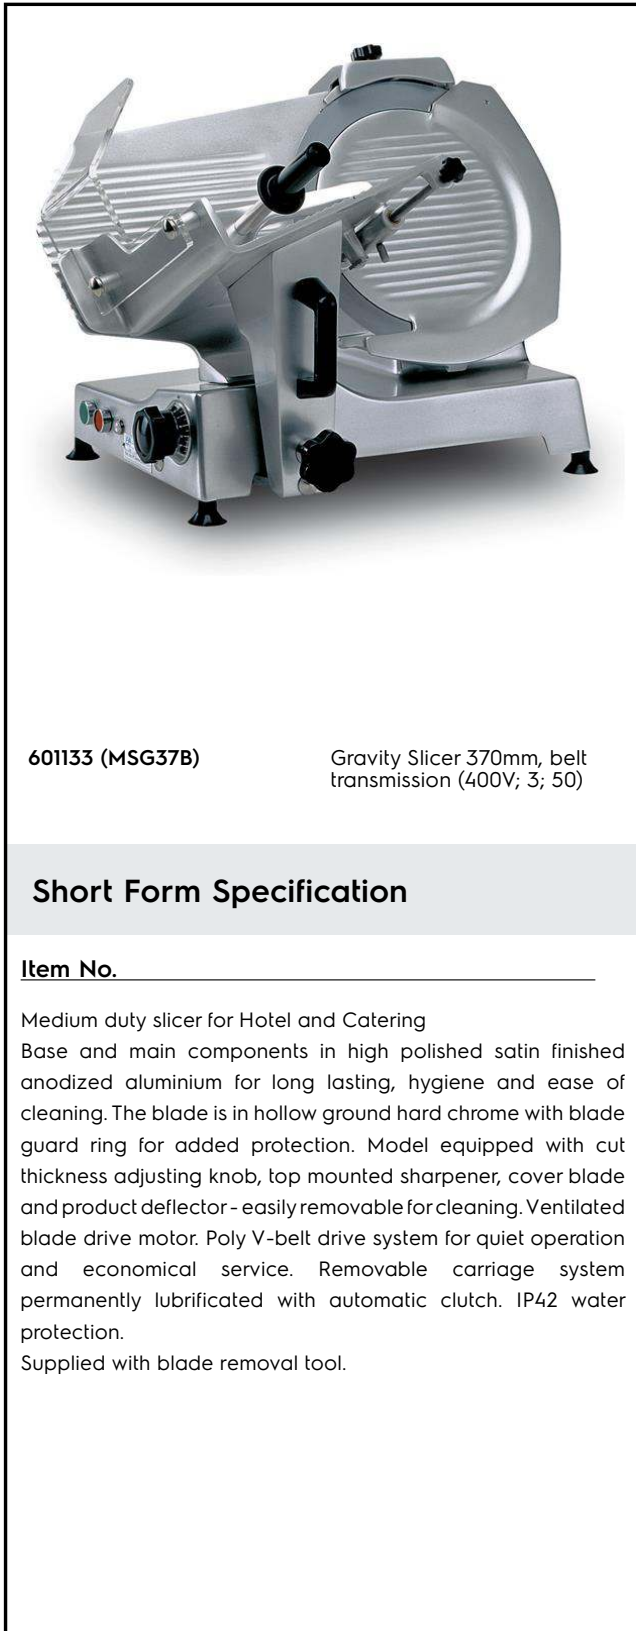 601133 (MSG37B)
Gravity Slicer 370mm, belt
transmission (400V; 3; 50)
Short Form Specification
Item No.
Medium duty slicer for Hotel and Catering
Base and main components in high polished satin finished
anodized aluminium for long lasting, hygiene and ease of
cleaning. The blade is in hollow ground hard chrome with blade
guard ring for added protection. Model equipped with cut
thickness adjusting knob, top mounted sharpener, cover blade
and product deflector - easily removable for cleaning. Ventilated
blade drive motor. Poly V-belt drive system for quiet operation
and economical service. Removable carriage system
permanently lubrificated with automatic clutch. IP42 water
protection.
Supplied with blade removal tool.